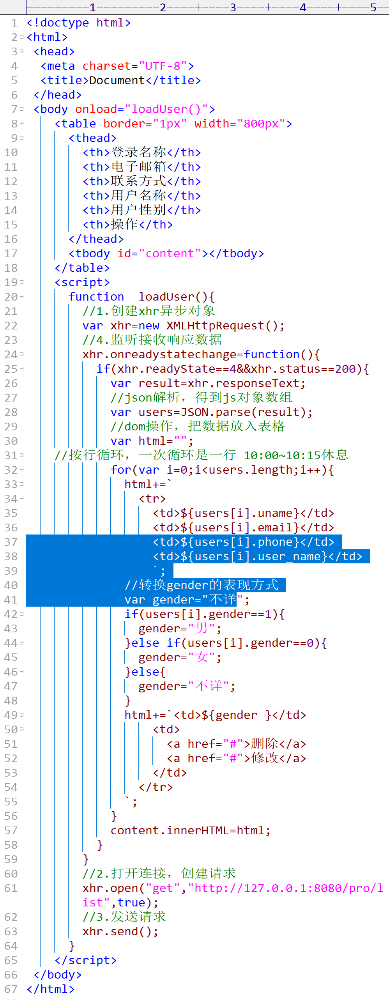 1 2 3 4 5
1 <!doctype html>
2 <html>
3 <head>
4 <meta charset="UTF-8">
5 <title>Document</title>
6 </head>
7 <body onload="loadUser()">
8 <table border="1px" width="800px">
9 <thead>
10 <th>登录名称</th>
11 <th>电子邮箱</th>
12 <th>联系方式</th>
13 <th>用户名称</th>
14 <th>用户性别</th>
15 <th>操作</th>
16 </thead>
17 <tbody id="content"></tbody>
18 </table>
19 <script>
20 function  loadUser(){
21 //1.创建xhr异步对象
22 var xhr=new XMLHttpRequest();
23 //4.监听接收响应数据
24 xhr.onreadystatechange=function(){
25 if(xhr.readyState==4&&xhr.status==200){
26 var result=xhr.responseText;
27 //json解析，得到js对象数组
28 var users=JSON.parse(result);
29 //dom操作，把数据放入表格
30 var html="";
31 //按行循环，一次循环是一行 10:00~10:15休息
32 for(var i=0;i<users.length;i++){
33 html+=`
34 <tr>
35 <td>${users[i].uname}</td>
36 <td>${users[i].email}</td>
37 <td>${users[i].phone}</td>
38 <td>${users[i].user_name}</td>
39 `;
40 //转换gender的表现方式
41 var gender="不详";
42 if(users[i].gender==1){
43 gender="男";
44 }else if(users[i].gender==0){
45 gender="女";
46 }else{
47 gender="不详";
48 }
49 html+=`<td>${gender }</td>
50 <td>
51 <a href="#">删除</a>
52 <a href="#">修改</a>
53 </td>
54 </tr>
55 `;
56 }
57 content.innerHTML=html;
58 }
59 }
60 //2.打开连接，创建请求
61 xhr.open("get","http://127.0.0.1:8080/pro/l
ist",true);
62 //3.发送请求
63 xhr.send();
64 }
65 </script>
66 </body>
67 </html>